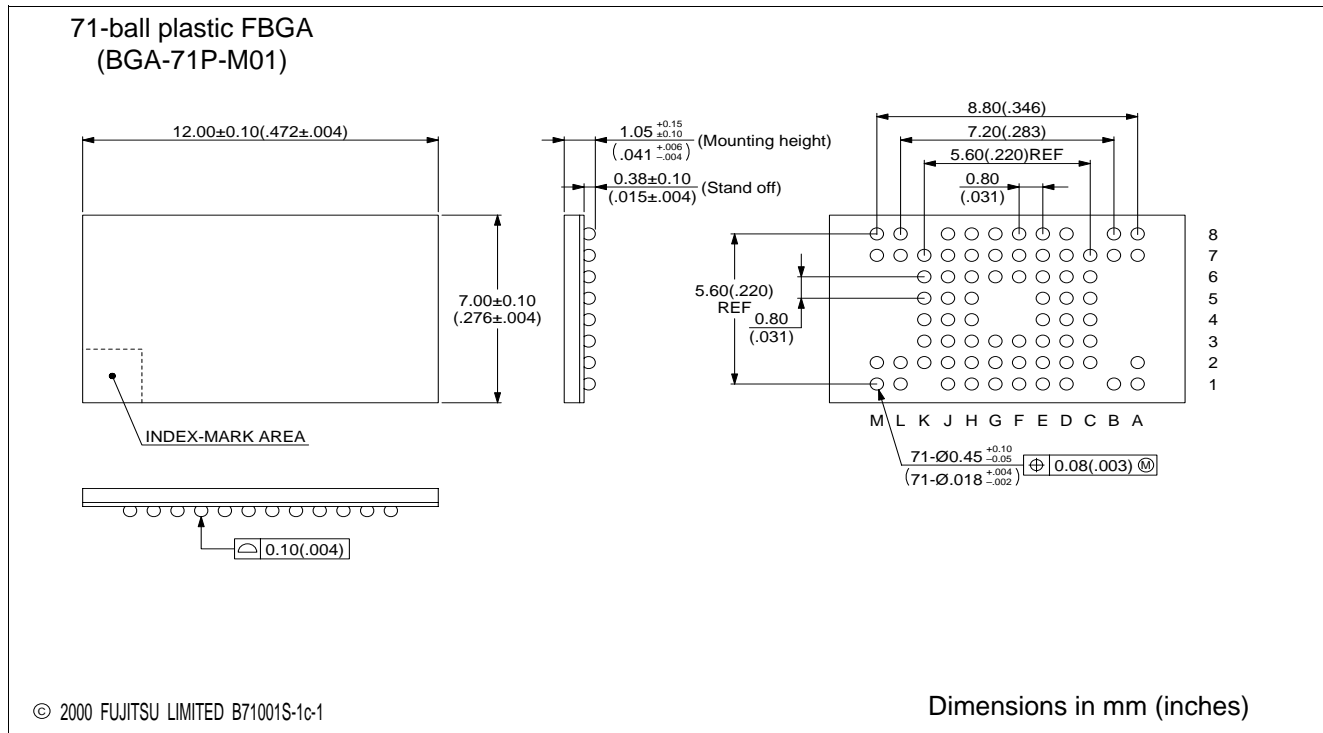 71-ball plastic FBGA
(BGA-71P-M01)
12.00±0.10(.472±.004)
1.05 +0.15 ±0.10 (Mounting height)
(.041 +.006 –.004)
0.38±0.10 (Stand off)
(.015±.004)
7.00±0.10
(.276±.004)
INDEX-MARK AREA
0.10(.004)
8.80(.346)
7.20(.283)
5.60(.220)REF
0.80
(.031)
5.60(.220)
REF
0.80
(.031)
8
7
6
5
4
3
2
1
M L K J H G F E D C B A
71-Ø0.45 +0.10 –0.05
(71-Ø.018 +.004 –.002)
⌖ 0.08(.003) Ⓜ
© 2000 FUJITSU LIMITED B71001S-1c-1
Dimensions in mm (inches)